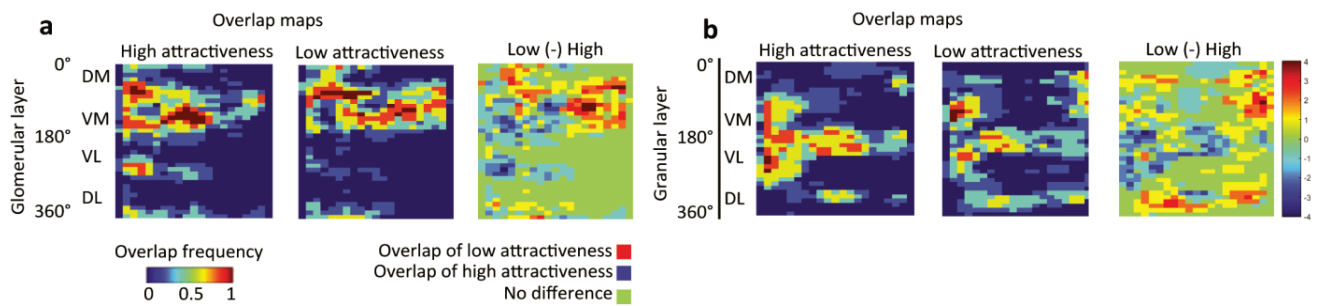 a
Overlap maps
High attractiveness
Low attractiveness
Low (-) High
Glomerular layer
0°
DM
VM
180°
VL
DL
360°
Overlap frequency
0 0.5 1
Overlap of low attractiveness
Overlap of high attractiveness
No difference
b
Overlap maps
High attractiveness
Low attractiveness
Low (-) High
Granular layer
0°
DM
VM
180°
VL
DL
360°
4
3
2
1
0
-1
-2
-3
-4